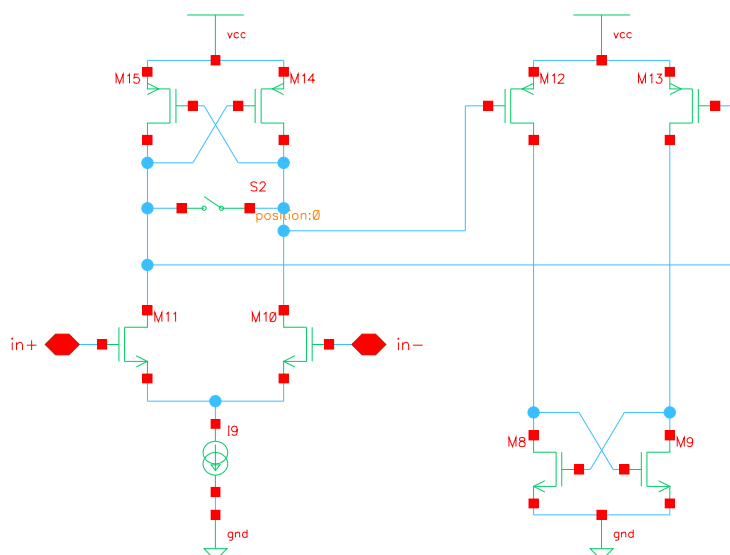 vcc
vcc
M15
M14
M12
M13
S2
position:0
in+
M11
M10
in-
I9
M8
M9
gnd
gnd